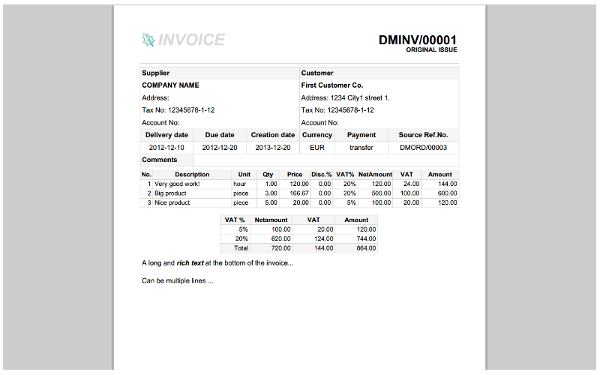 INVOICE
DMINV/00001
ORIGINAL ISSUE
Supplier Customer
COMPANY NAME First Customer Co.
Address: Address: 1234 City1 street 1.
Tax No: 12345678-1-12 Tax No: 12345678-1-12
Account No: Account No:
Delivery date Due date Creation date Currency Payment Source Ref.No.
2012-12-10 2012-12-20 2013-12-20 EUR transfer DMORD/00003
Comments
No. Description Unit Qty Price Disc.% VAT% NetAmount VAT Amount
1 Very good work! hour 1.00 120.00 0.00 20% 120.00 24.00 144.00
2 Big product piece 3.00 166.67 0.00 20% 500.00 100.00 600.00
3 Nice product piece 5.00 20.00 0.00 5% 100.00 20.00 120.00
VAT % Netamount VAT Amount
5% 100.00 20.00 120.00
20% 620.00 124.00 744.00
Total 720.00 144.00 864.00
A long and rich text at the bottom of the invoice...
Can be multiple lines ...